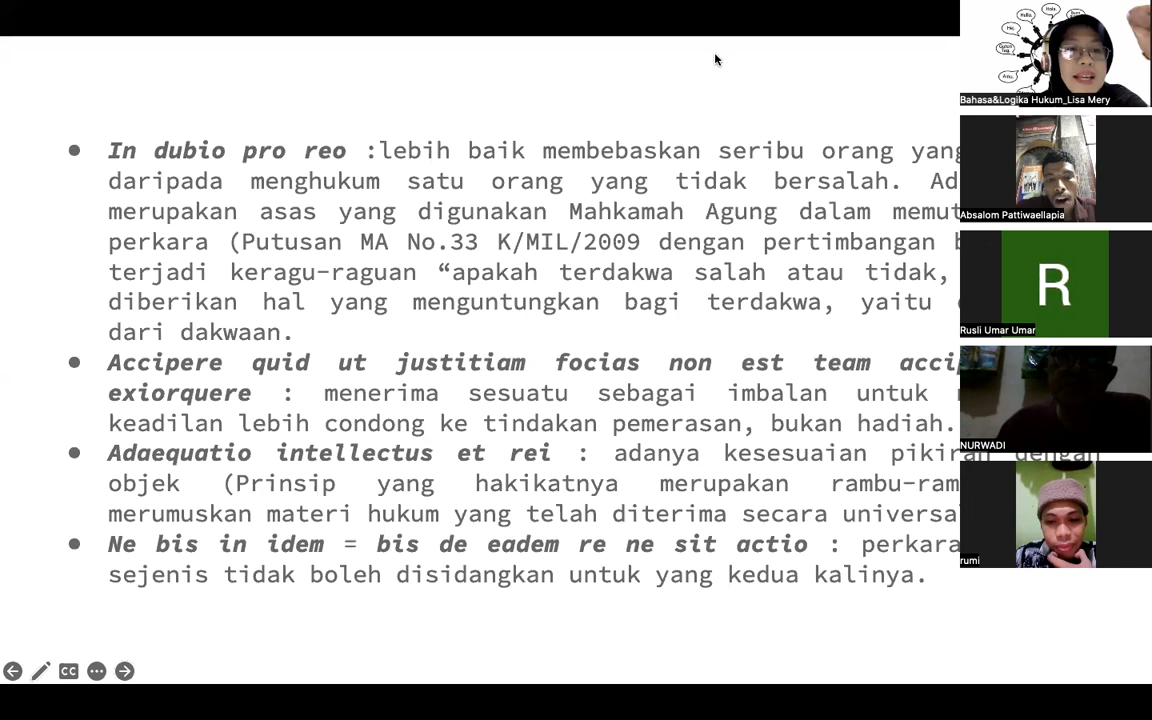 ● In dubio pro reo :lebih baik membebaskan seribu orang yang
daripada menghukum satu orang yang tidak bersalah. Ad
merupakan asas yang digunakan Mahkamah Agung dalam memut
perkara (Putusan MA No.33 K/MIL/2009 dengan pertimbangan b
terjadi keragu-raguan “apakah terdakwa salah atau tidak,
diberikan hal yang menguntungkan bagi terdakwa, yaitu
dari dakwaan.
● Accipere quid ut justitiam focias non est team accip
exiorquere : menerima sesuatu sebagai imbalan untuk
keadilan lebih condong ke tindakan pemerasan, bukan hadiah.
● Adaequatio intellectus et rei : adanya kesesuaian pikiran dengan
objek (Prinsip yang hakikatnya merupakan rambu-ram
merumuskan materi hukum yang telah diterima secara universa
● Ne bis in idem = bis de eadem re ne sit actio : perkara
sejenis tidak boleh disidangkan untuk yang kedua kalinya.
CC
Hello.
Hola.
Bahasa&Logika Hukum_Lisa Mery
Absalom Pattiwaellapia
R
Rusli Umar Umar
NURWADI
rumi